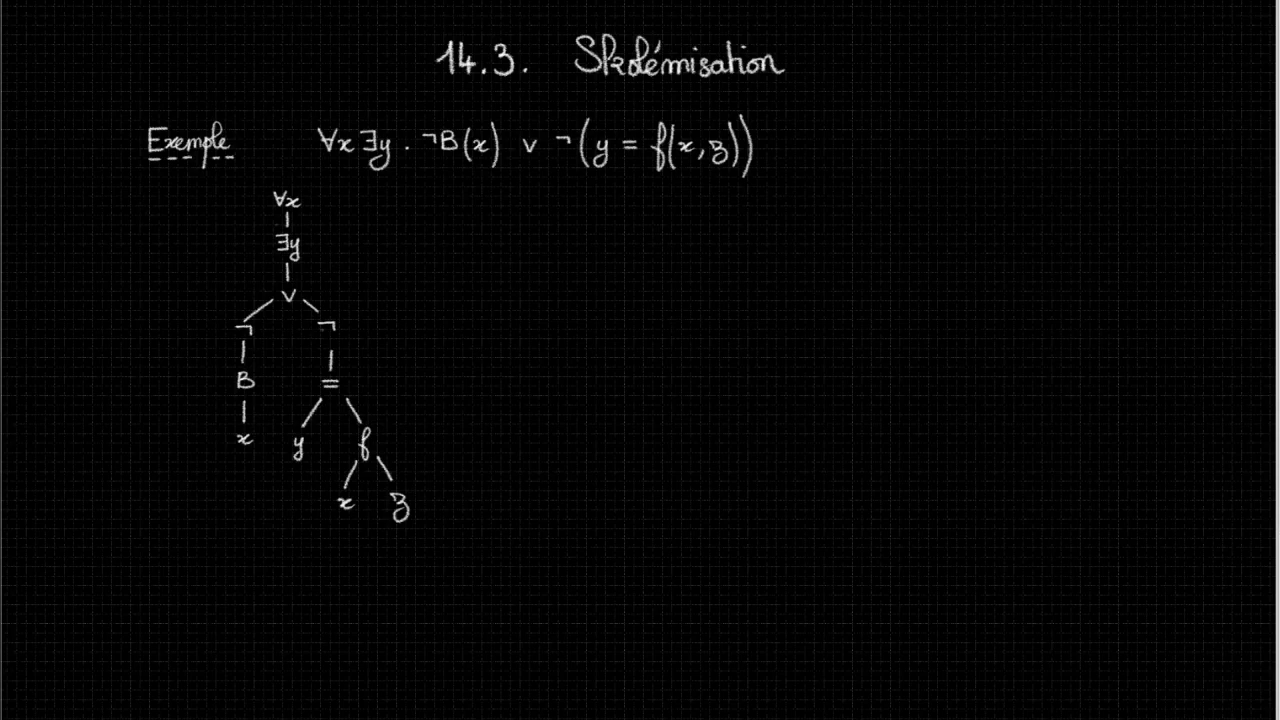 14.3. Skolémisation
Exemple ∀x ∃y . ¬B(x) ∨ ¬(y = f(x, z))
∀x
∃y
∨
¬ ¬
B =
x y f
x z